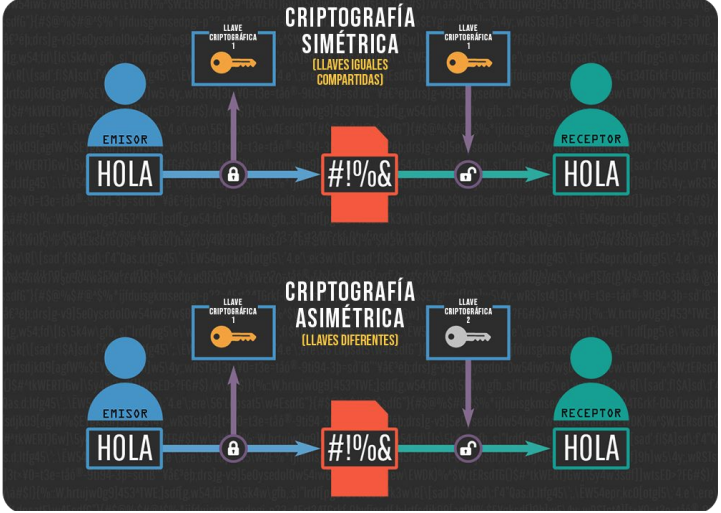 CRIPTOGRAFÍA
SIMÉTRICA
(LLAVES IGUALES
COMPARTIDAS)
LLAVE
CRIPTOGRÁFICA
1
LLAVE
CRIPTOGRÁFICA
1
EMISOR
HOLA
#!%&
RECEPTOR
HOLA
CRIPTOGRAFÍA
ASIMÉTRICA
(LLAVES DIFERENTES)
LLAVE
CRIPTOGRÁFICA
1
LLAVE
CRIPTOGRÁFICA
2
EMISOR
HOLA
#!%&
RECEPTOR
HOLA